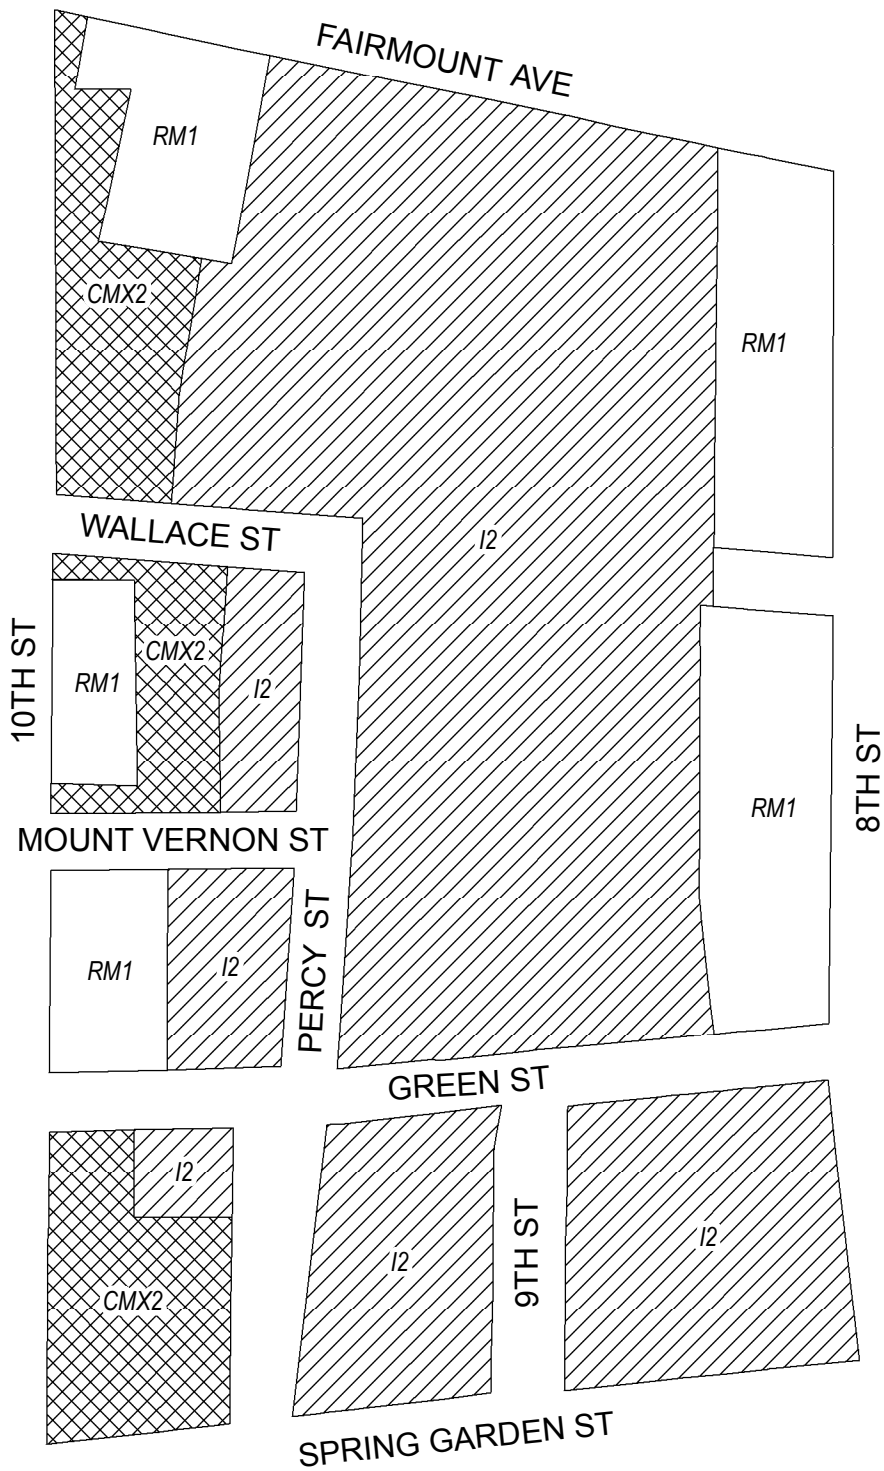 FAIRMOUNT AVE
RM1
CMX2
RM1
WALLACE ST
I2
10TH ST
RM1
CMX2
I2
8TH ST
RM1
MOUNT VERNON ST
RM1
I2
PERCY ST
GREEN ST
I2
CMX2
I2
9TH ST
I2
SPRING GARDEN ST